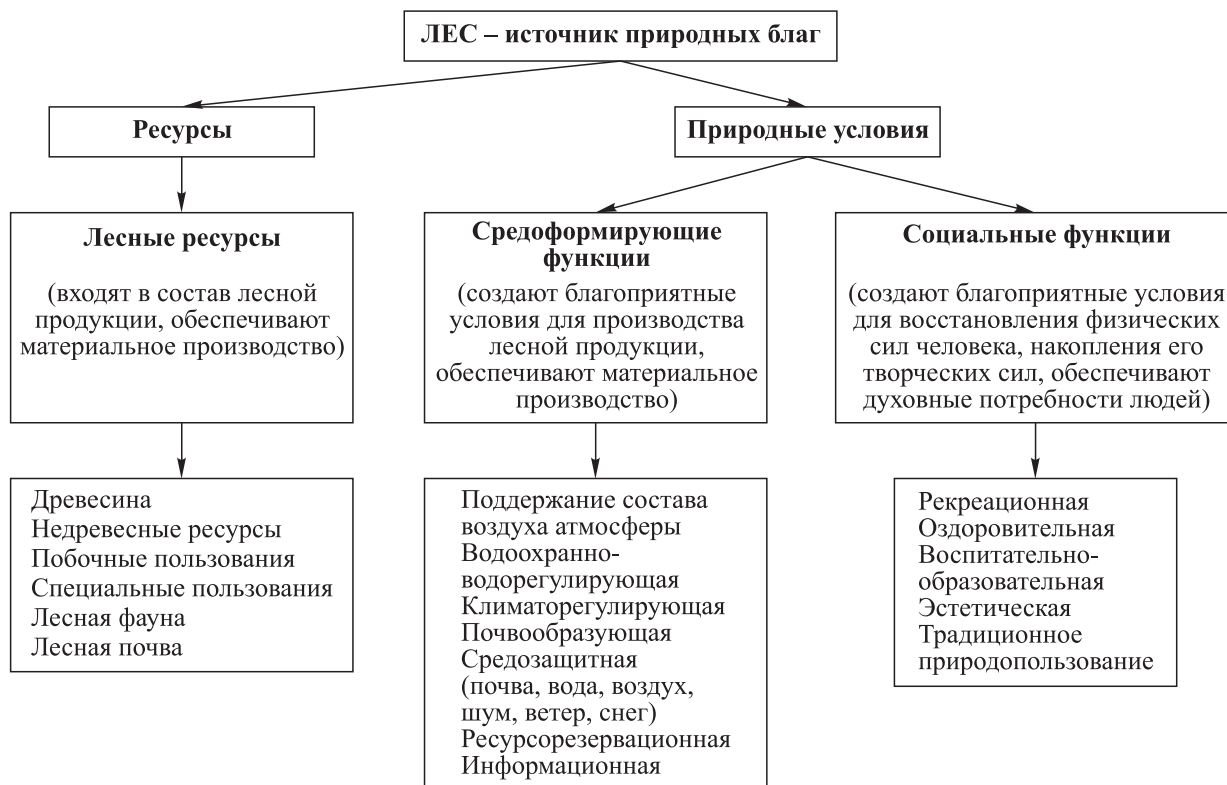 ЛЕС – источник природных благ
Ресурсы
Природные условия
Лесные ресурсы
(входят в состав лесной
продукции, обеспечивают
материальное производство)
Средоформирующие
функции
(создают благоприятные
условия для производства
лесной продукции,
обеспечивают материальное
производство)
Социальные функции
(создают благоприятные условия
для восстановления физических
сил человека, накопления его
творческих сил, обеспечивают
духовные потребности людей)
Древесина
Недревесные ресурсы
Побочные пользования
Специальные пользования
Лесная фауна
Лесная почва
Поддержание состава
воздуха атмосферы
Водоохранно-
водорегулирующая
Климаторегулирующая
Почвообразующая
Средозащитная
(почва, вода, воздух,
шум, ветер, снег)
Ресурсорезервационная
Информационная
Рекреационная
Оздоровительная
Воспитательно-
образовательная
Эстетическая
Традиционное
природопользование